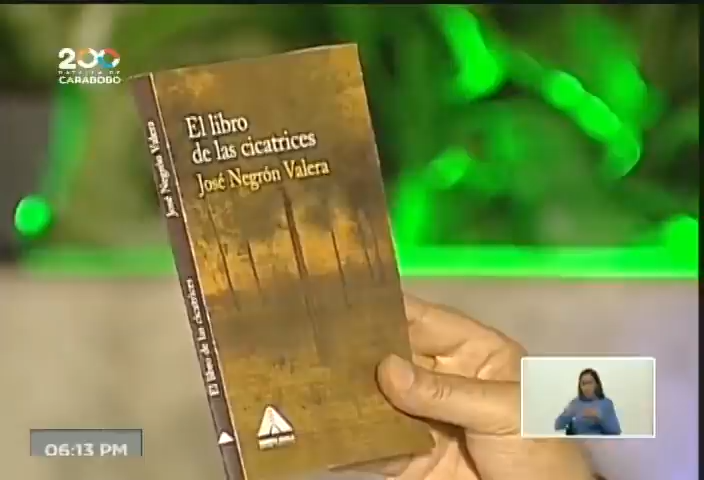 200
BATALLA DE
CARABOBO
El libro
de las cicatrices
José Negrón Valera
José Negrón Valera
El libro de las cicatrices
06:13 PM